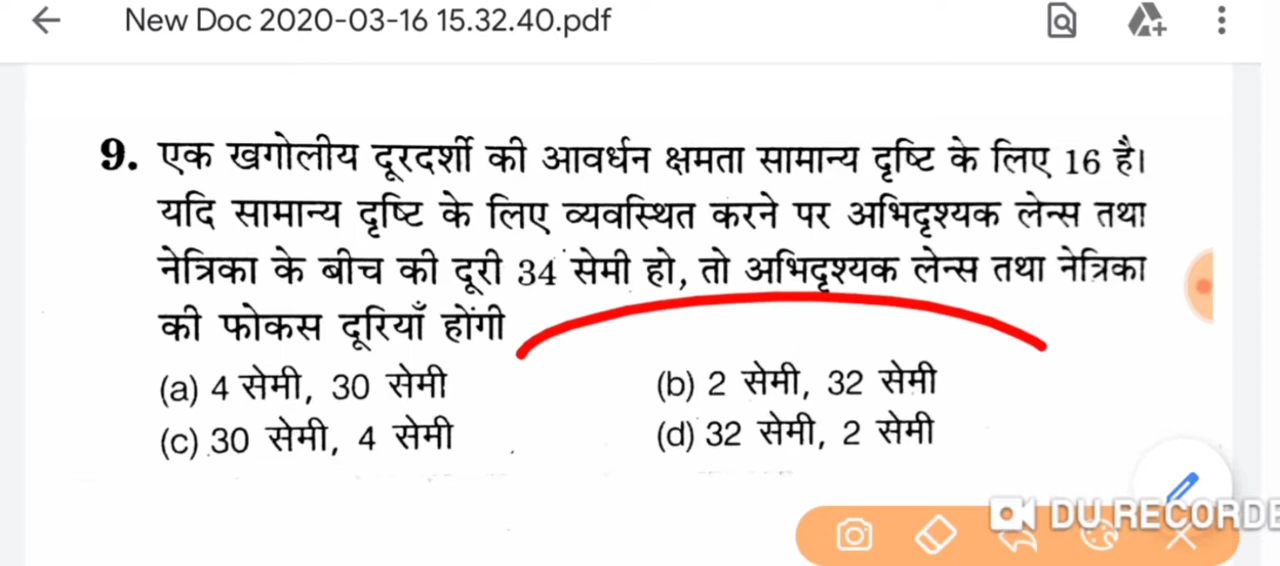 New Doc 2020-03-16 15.32.40.pdf
9. एक खगोलीय दूरदर्शी की आवर्धन क्षमता सामान्य दृष्टि के लिए 16 है।
यदि सामान्य दृष्टि के लिए व्यवस्थित करने पर अभिदृश्यक लेन्स तथा
नेत्रिका के बीच की दूरी 34 सेमी हो, तो अभिदृश्यक लेन्स तथा नेत्रिका
की फोकस दूरियाँ होंगी
(a) 4 सेमी, 30 सेमी (b) 2 सेमी, 32 सेमी
(c) 30 सेमी, 4 सेमी (d) 32 सेमी, 2 सेमी
DU RECORDE